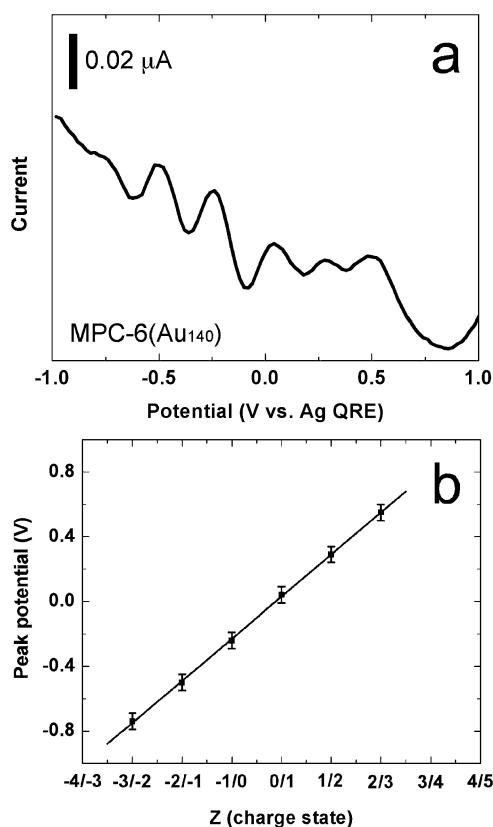 a
0.02 μA
Current
MPC-6(Au140)
-1.0 -0.5 0.0 0.5 1.0
Potential (V vs. Ag QRE)
b
0.8
0.4
0.0
-0.4
-0.8
Peak potential (V)
-4/-3 -3/-2 -2/-1 -1/0 0/1 1/2 2/3 3/4 4/5
Z (charge state)